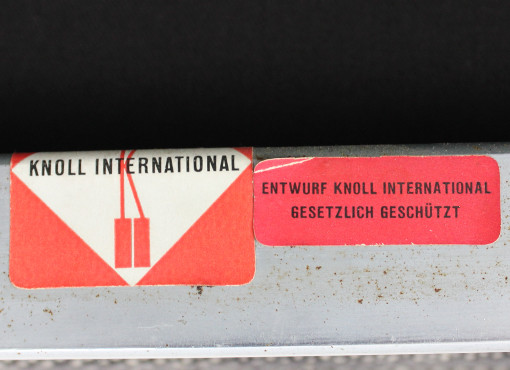 KNOLL INTERNATIONAL
ENTWURF KNOLL INTERNATIONAL
GESETZLICH GESCHÜTZT